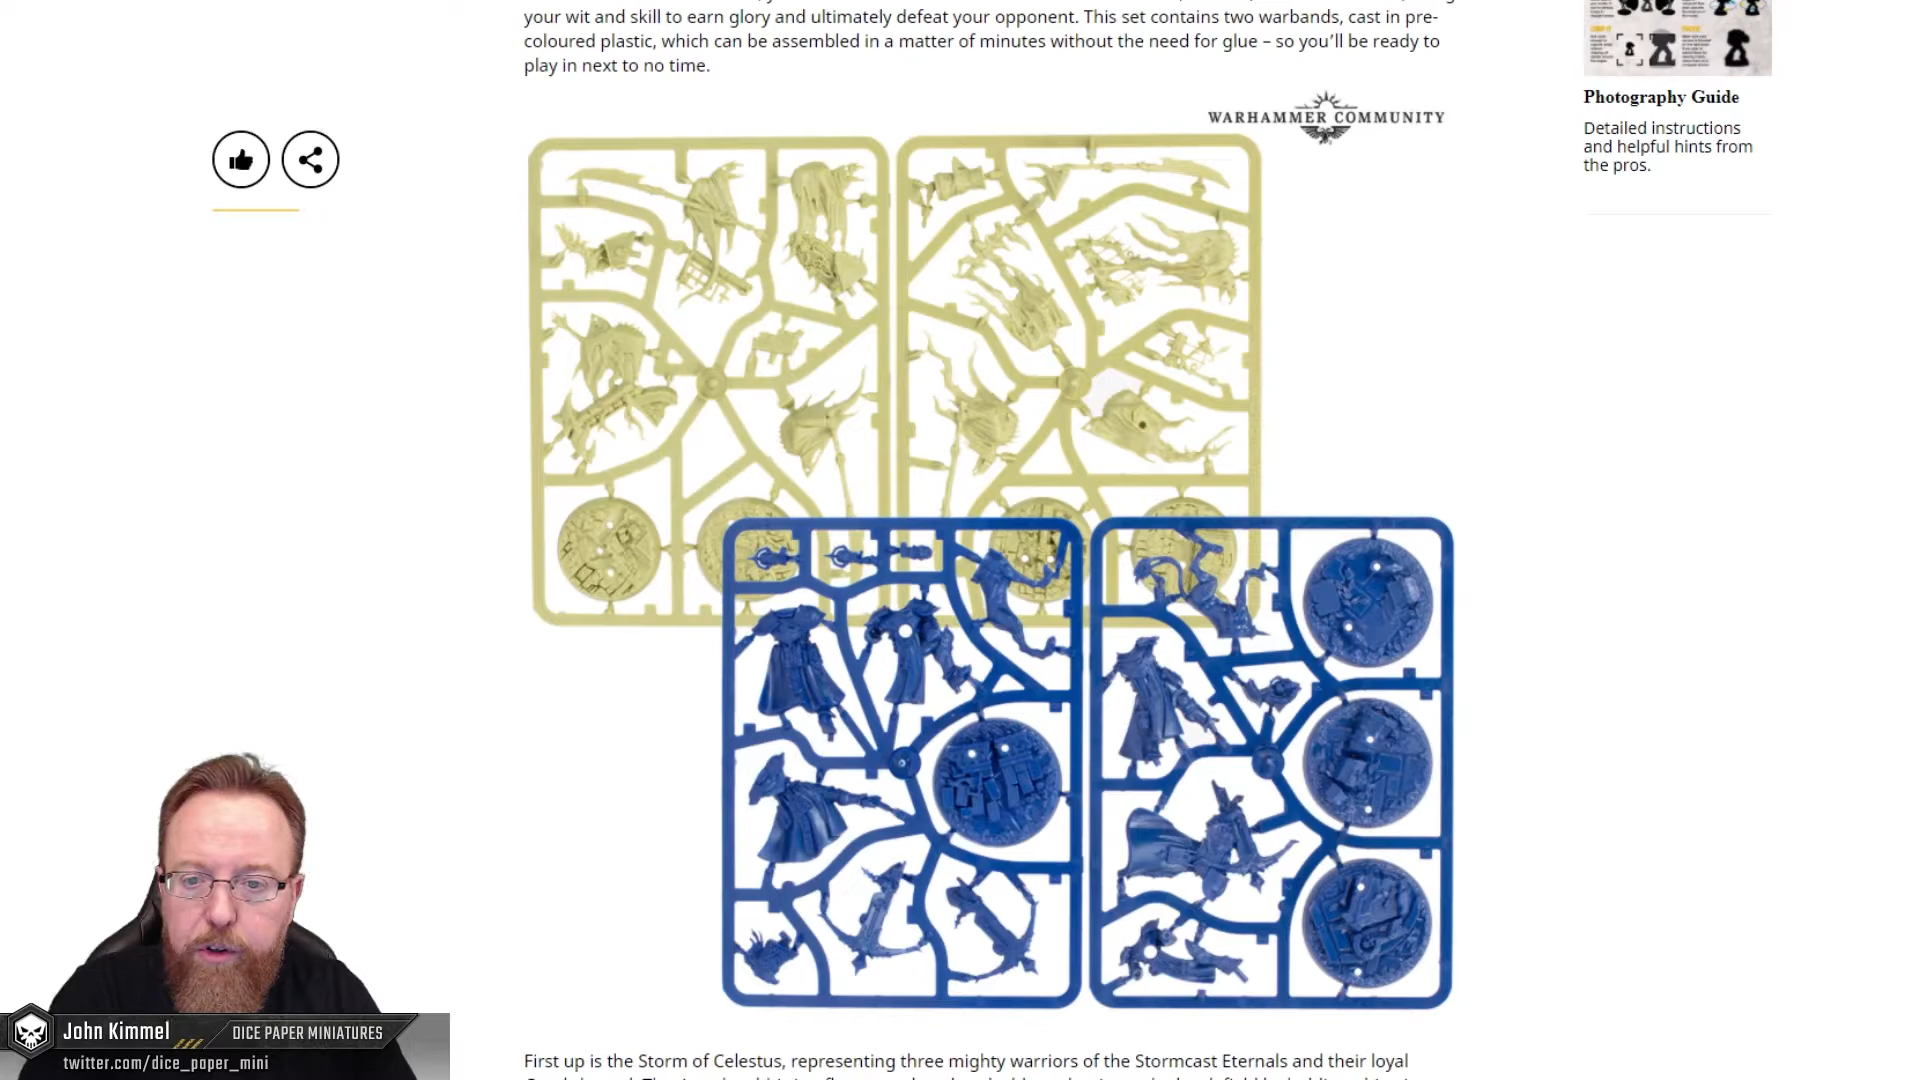 your wit and skill to earn glory and ultimately defeat your opponent. This set contains two warbands, cast in pre-
coloured plastic, which can be assembled in a matter of minutes without the need for glue – so you’ll be ready to
play in next to no time.
WARHAMMER COMMUNITY
Photography Guide
Detailed instructions
and helpful hints from
the pros.
First up is the Storm of Celestus, representing three mighty warriors of the Stormcast Eternals and their loyal
John Kimmel
DICE PAPER MINIATURES
twitter.com/dice_paper_mini